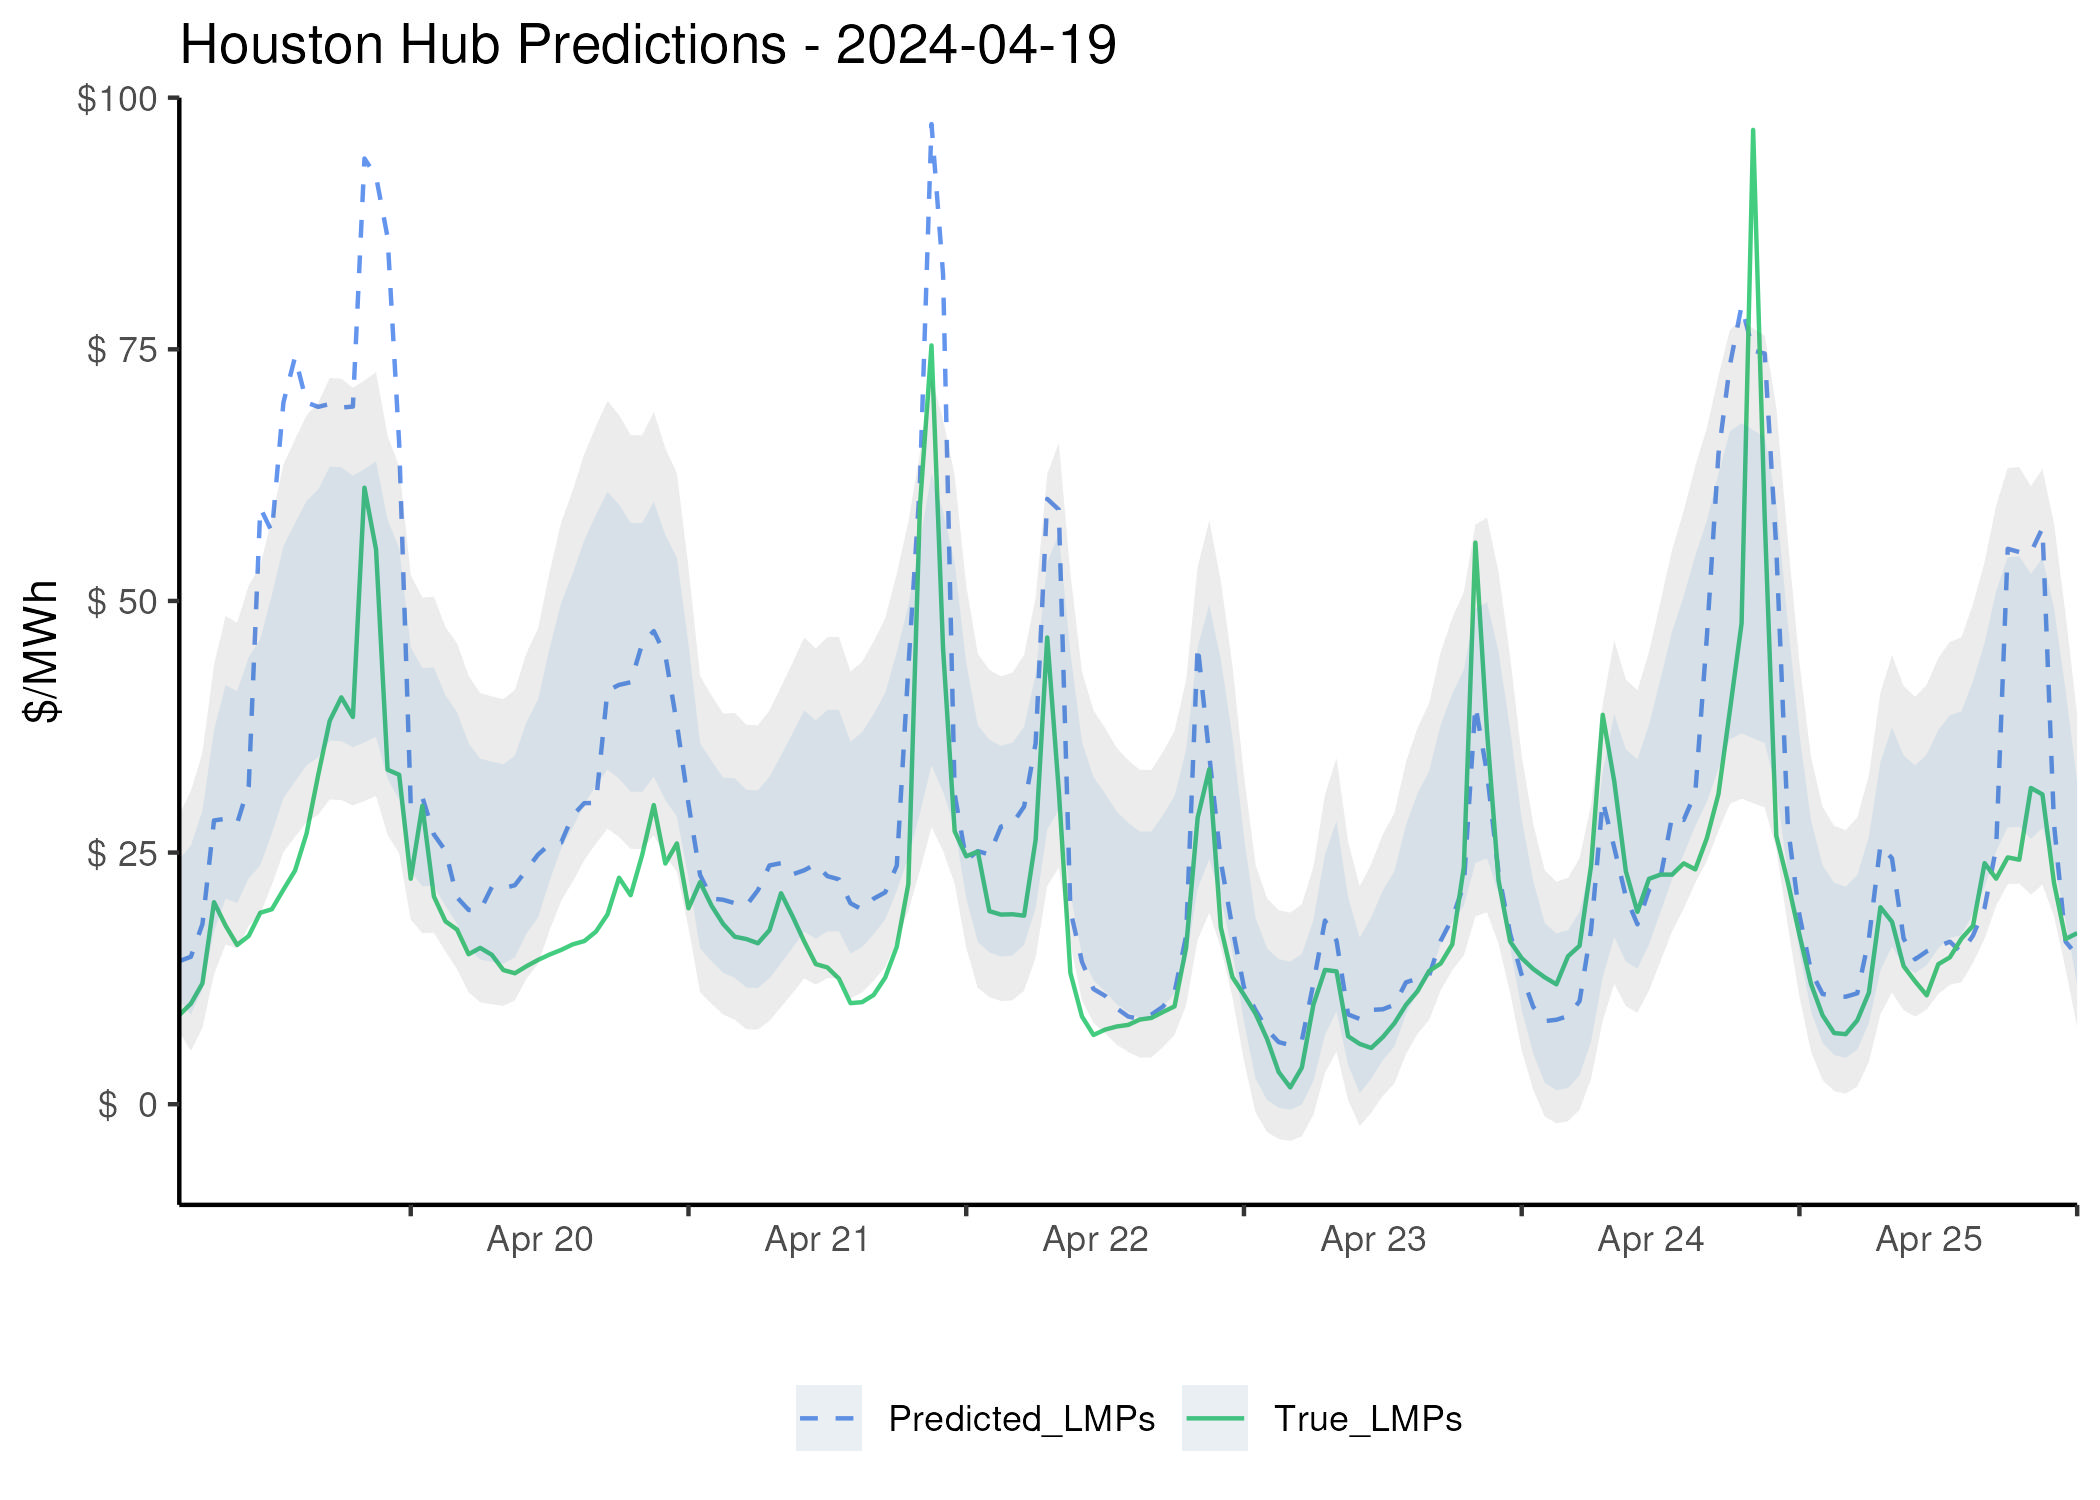 Houston Hub Predictions - 2024-04-19
$100
$ 75
$ 50
$ 25
$ 0
$/MWh
Apr 20 Apr 21 Apr 22 Apr 23 Apr 24 Apr 25
Predicted_LMPs True_LMPs